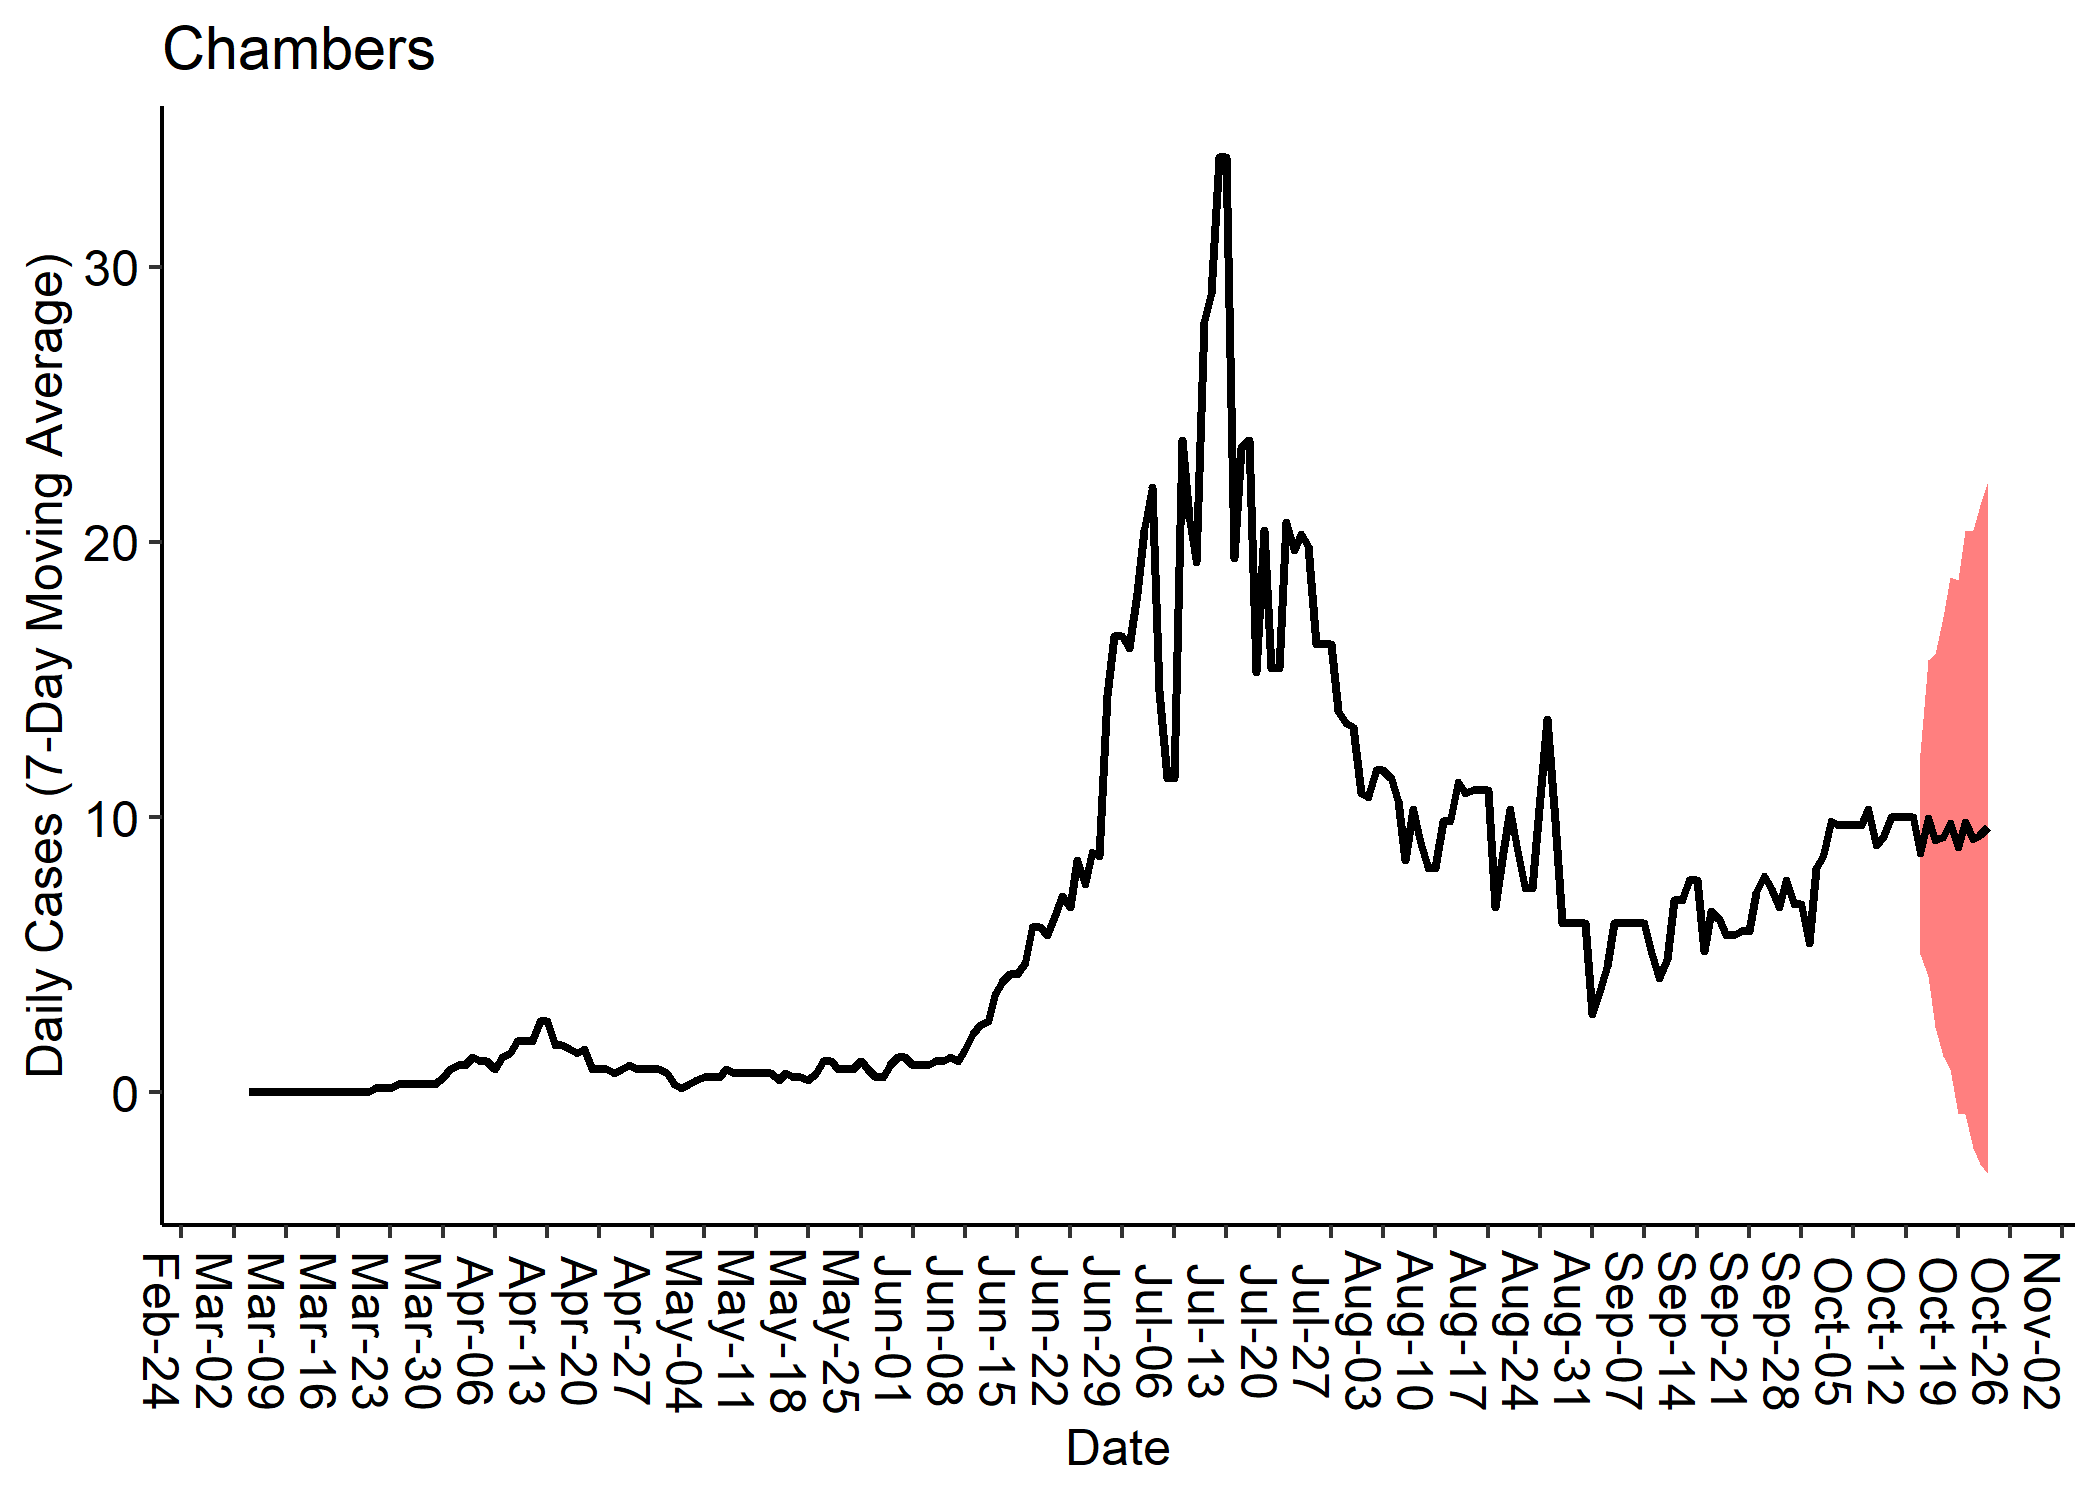 Chambers
Daily Cases (7-Day Moving Average)
30
20
10
0
Feb-24
Mar-02
Mar-09
Mar-16
Mar-23
Mar-30
Apr-06
Apr-13
Apr-20
Apr-27
May-04
May-11
May-18
May-25
Jun-01
Jun-08
Jun-15
Jun-22
Jun-29
Jul-06
Jul-13
Jul-20
Jul-27
Aug-03
Aug-10
Aug-17
Aug-24
Aug-31
Sep-07
Sep-14
Sep-21
Sep-28
Oct-05
Oct-12
Oct-19
Oct-26
Nov-02
Date